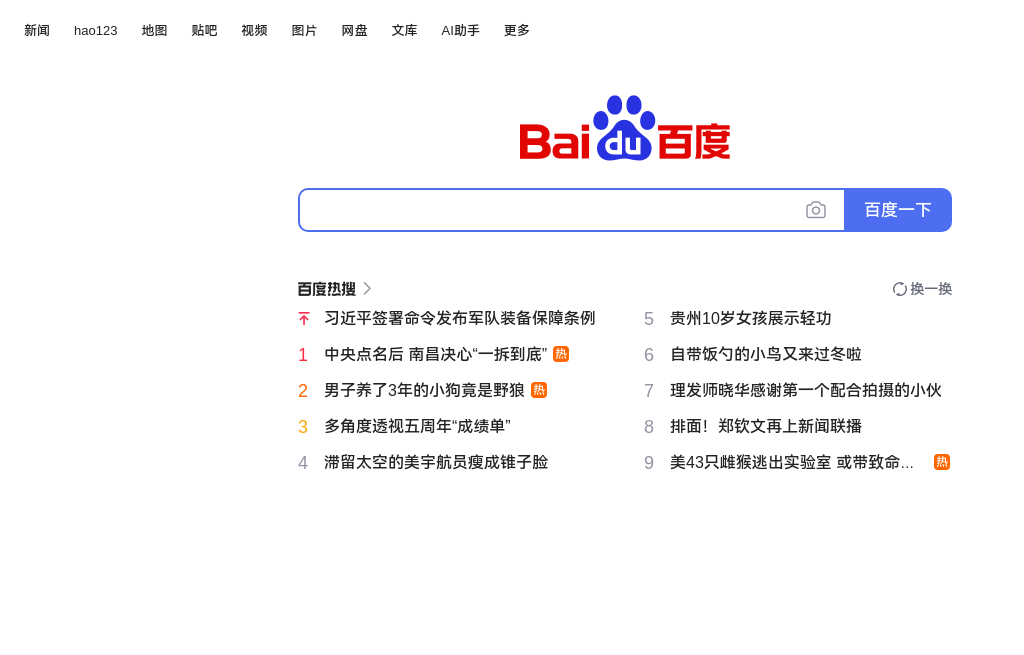 新闻 hao123 地图 贴吧 视频 图片 网盘 文库 AI助手 更多
Bai du 百度
百度一下
百度热搜
换一换
习近平签署命令发布军队装备保障条例
1 中央点名后 南昌决心“一拆到底” 热
2 男子养了3年的小狗竟是野狼 热
3 多角度透视五周年“成绩单”
4 滞留太空的美宇航员瘦成锥子脸
5 贵州10岁女孩展示轻功
6 自带饭勺的小鸟又来过冬啦
7 理发师晓华感谢第一个配合拍摄的小伙
8 排面！郑钦文再上新闻联播
9 美43只雌猴逃出实验室 或带致命... 热